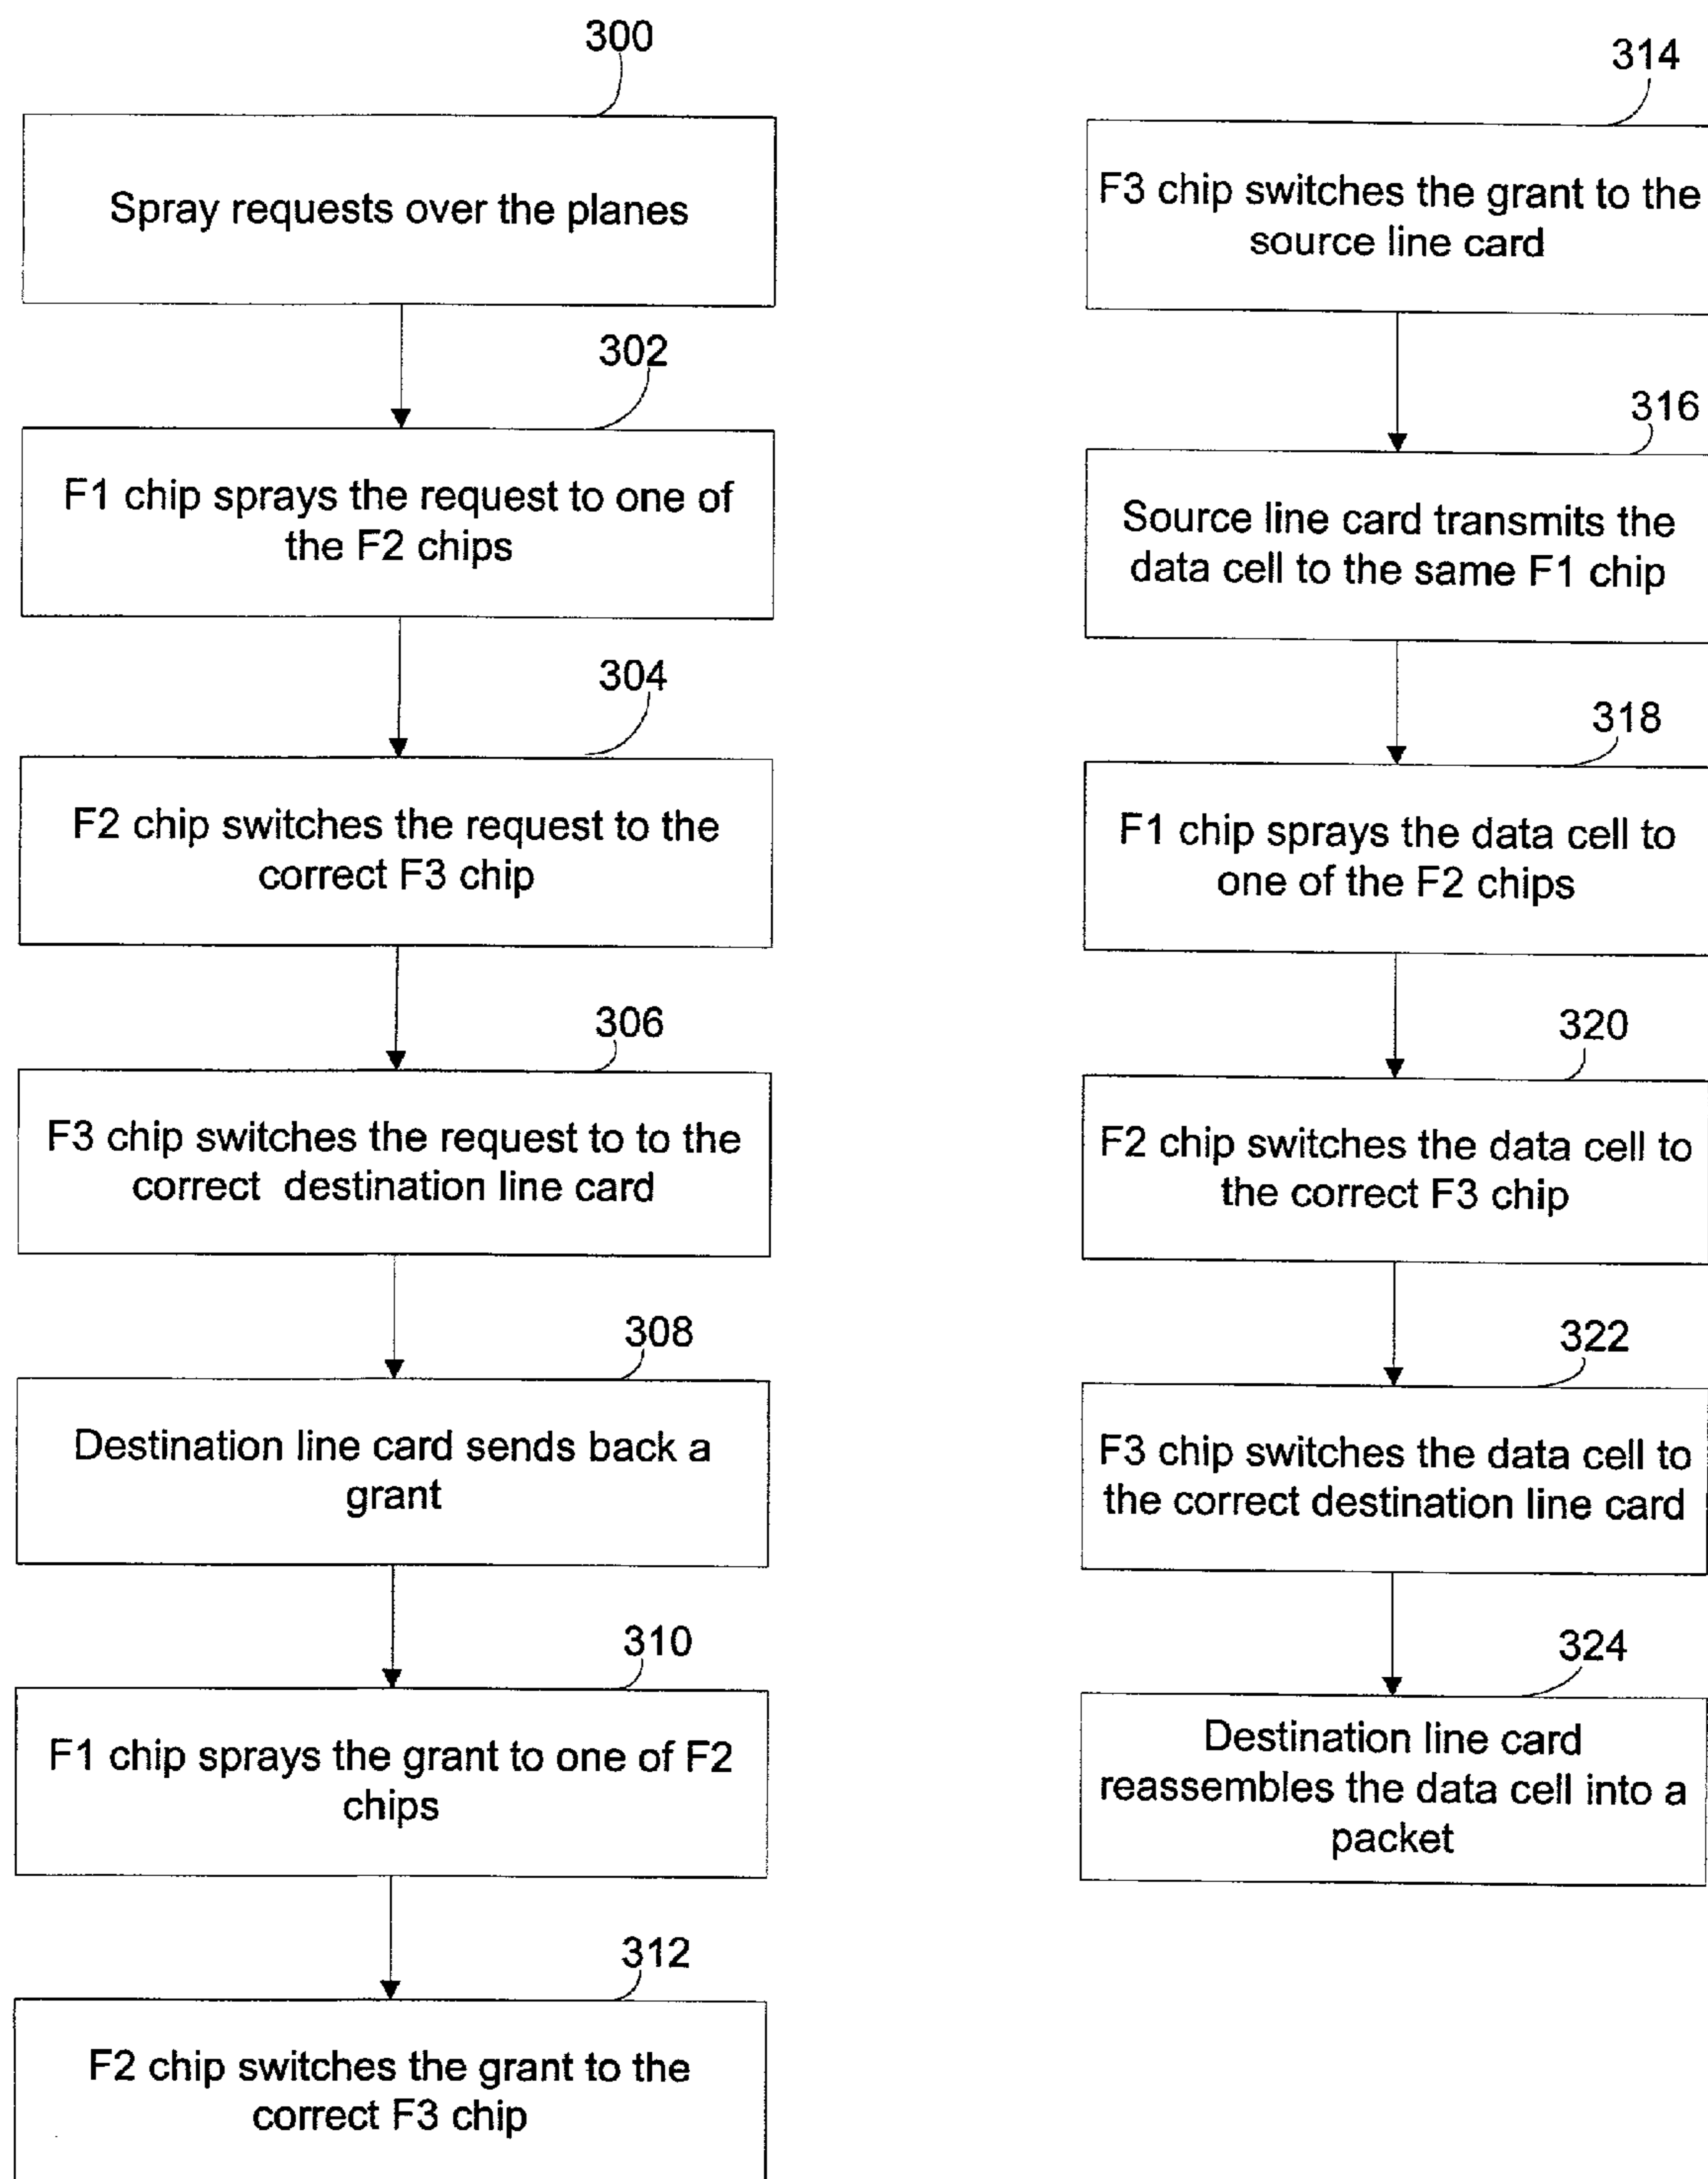 300
Spray requests over the planes
302
F1 chip sprays the request to one of
the F2 chips
304
F2 chip switches the request to the
correct F3 chip
306
F3 chip switches the request to to the
correct destination line card
308
Destination line card sends back a
grant
310
F1 chip sprays the grant to one of F2
chips
312
F2 chip switches the grant to the
correct F3 chip
314
F3 chip switches the grant to the
source line card
316
Source line card transmits the
data cell to the same F1 chip
318
F1 chip sprays the data cell to
one of the F2 chips
320
F2 chip switches the data cell to
the correct F3 chip
322
F3 chip switches the data cell to
the correct destination line card
324
Destination line card
reassembles the data cell into a
packet